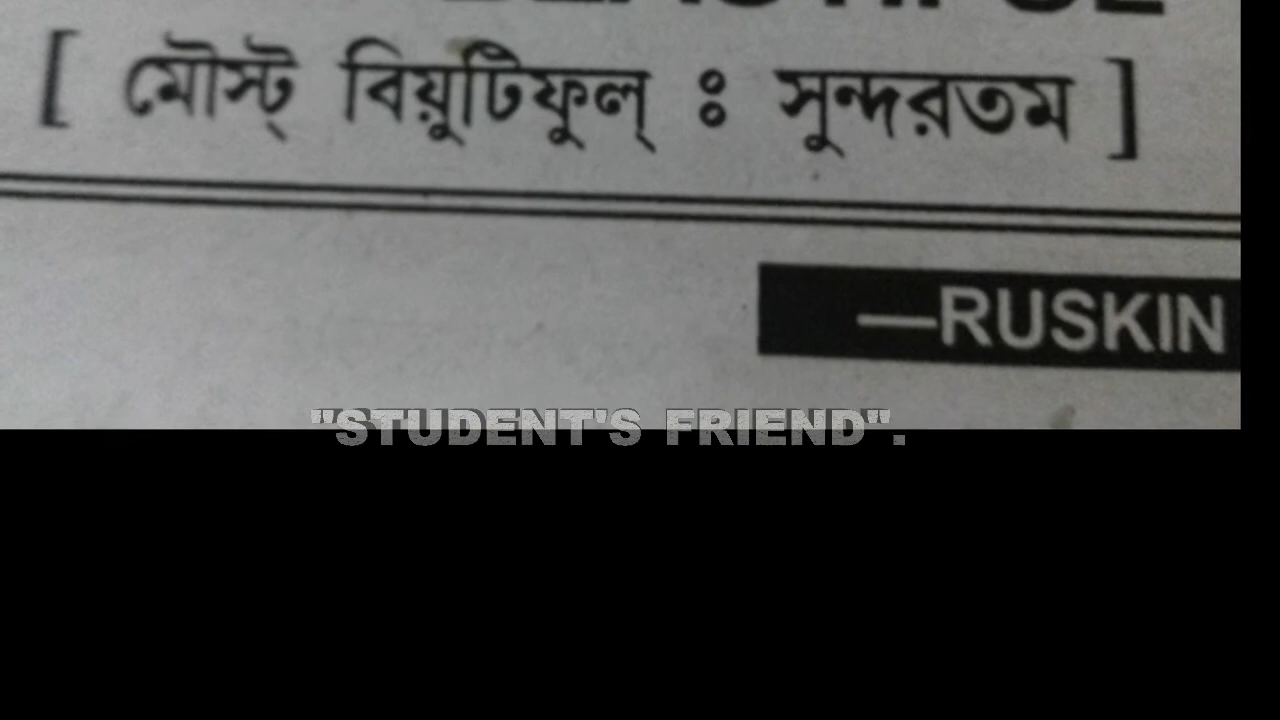 [ মৌস্ট্ বিয়ুটিফুল্ ঃ সুন্দরতম ]
—RUSKIN
"STUDENT'S FRIEND".